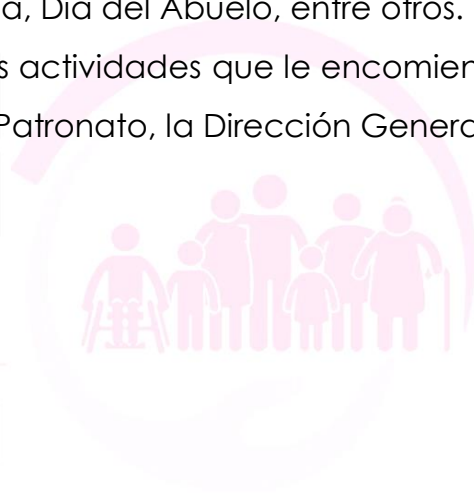 a, Día del Abuelo, entre otros.
s actividades que le encomien
Patronato, la Dirección Genera